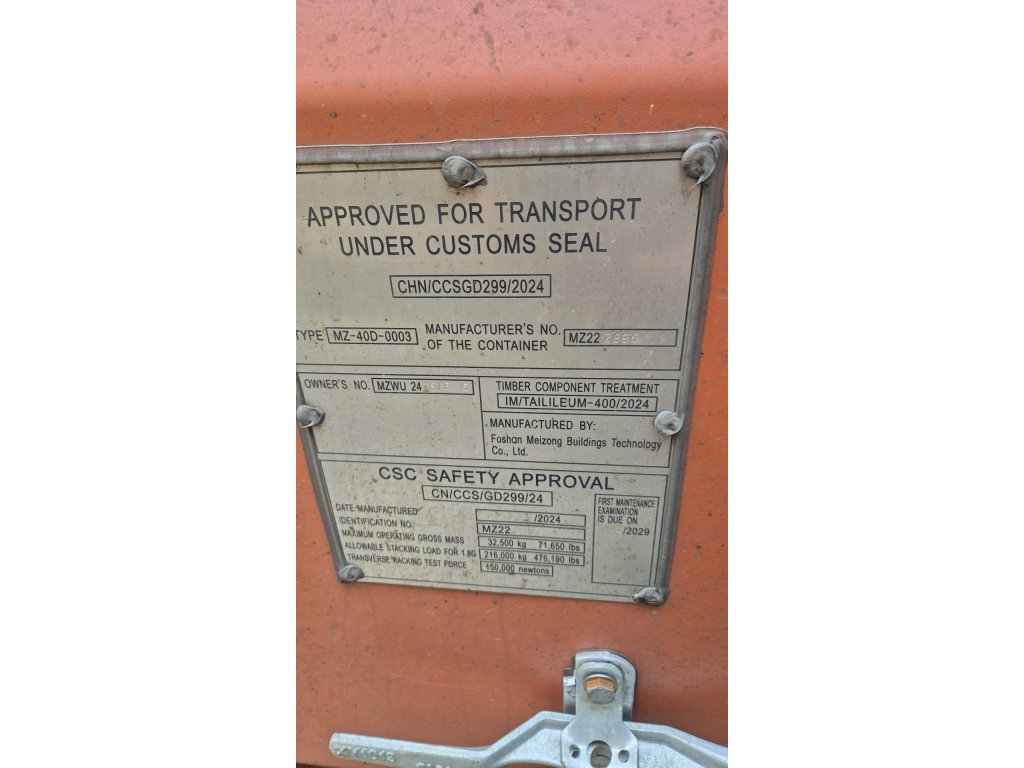 APPROVED FOR TRANSPORT
UNDER CUSTOMS SEAL
CHN/CCSGD299/2024
TYPE MZ-40D-0003 MANUFACTURER'S NO. OF THE CONTAINER MZ22
OWNER'S NO. MZWU 24
TIMBER COMPONENT TREATMENT
IM/TAILILEUM-400/2024
MANUFACTURED BY:
Foshan Meizong Buildings Technology
Co., Ltd.
CSC SAFETY APPROVAL
CN/CCS/GD299/24
DATE MANUFACTURED /2024
IDENTIFICATION NO. MZ22
MAXIMUM OPERATING GROSS MASS 32,500 kg 71,650 lbs
ALLOWABLE STACKING LOAD FOR 1.8G 216,000 kg 476,190 lbs
TRANSVERSE RACKING TEST FORCE 150,000 newtons
FIRST MAINTENANCE
EXAMINATION
IS DUE ON
/2029